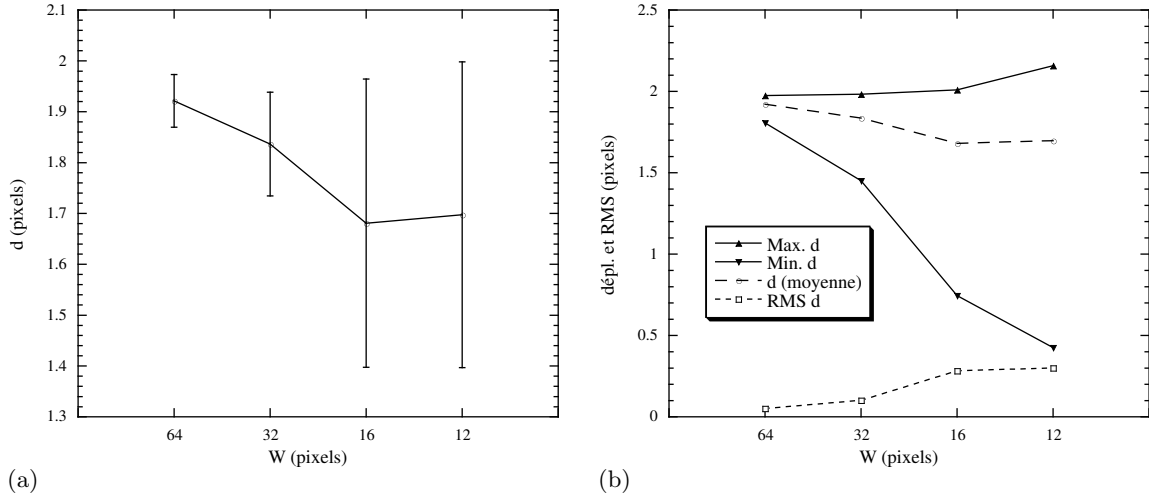 2.1
2
1.9
1.8
1.7
1.6
1.5
1.4
1.3
d (pixels)
64 32 16 12
W (pixels)
(a)
2.5
2
1.5
1
0.5
0
dépl. et RMS (pixels)
Max. d
Min. d
d (moyenne)
RMS d
64 32 16 12
W (pixels)
(b)